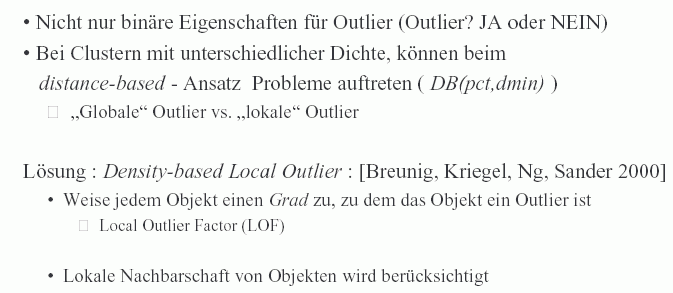 • Nicht nur binäre Eigenschaften für Outlier (Outlier? JA oder NEIN)
• Bei Clustern mit unterschiedlicher Dichte, können beim
distance-based - Ansatz Probleme auftreten ( DB(pct,dmin) )
„Globale“ Outlier vs. „lokale“ Outlier
Lösung : Density-based Local Outlier : [Breunig, Kriegel, Ng, Sander 2000]
• Weise jedem Objekt einen Grad zu, zu dem das Objekt ein Outlier ist
Local Outlier Factor (LOF)
• Lokale Nachbarschaft von Objekten wird berücksichtigt